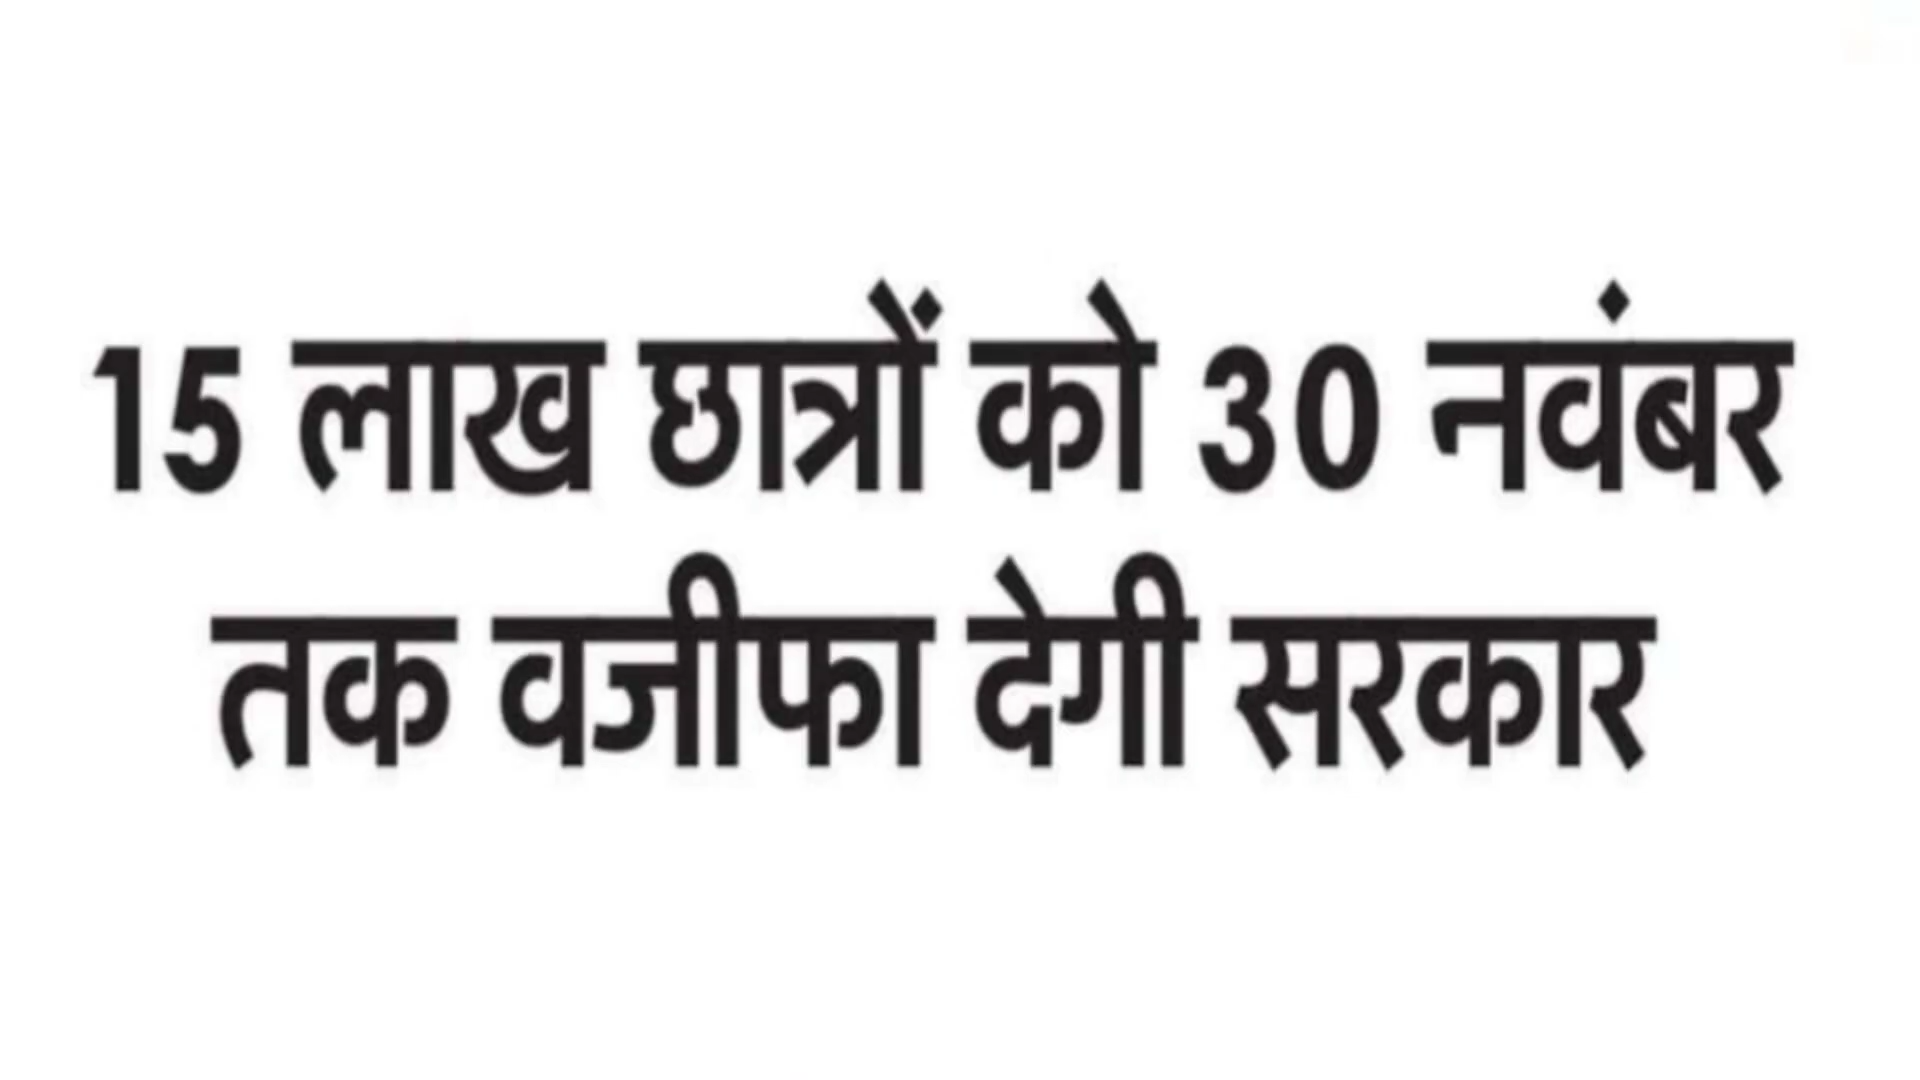 15 लाख छात्रों को 30 नवंबर
तक वजीफा देगी सरकार